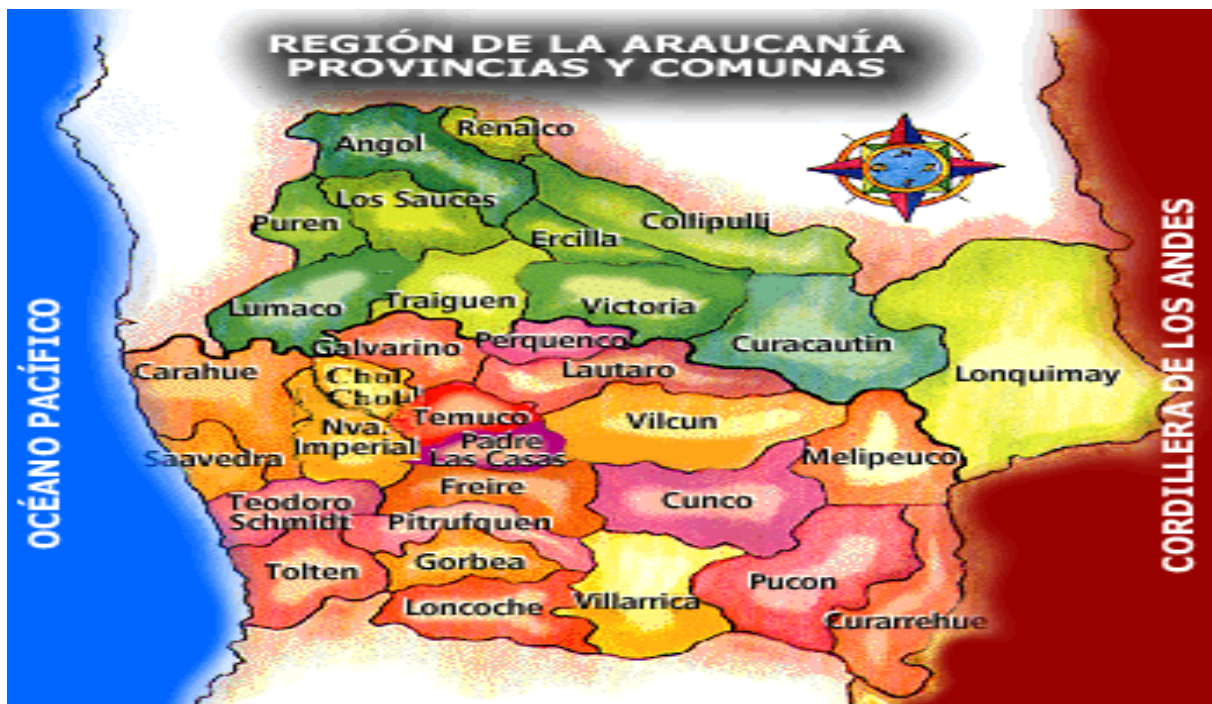 REGIÓN DE LA ARAUCANÍA
PROVINCIAS Y COMUNAS
Renaico
Angol
Los Sauces
Puren
Collipulli
Ercilla
Lumaco
Traiguen
Victoria
Galvarino
Perquenco
Curacautin
Carahue
Chol
Chol
Lautaro
Lonquimay
Temuco
Vilcun
Nva.
Imperial
Padre
Las Casas
Saavedra
Melipeuco
Teodoro
Schmidt
Freire
Cunco
Pitrufquen
Gorbea
Tolten
Pucon
Loncoche
Villarrica
Curarrehue
OCÉANO PACÍFICO
CORDILLERA DE LOS ANDES